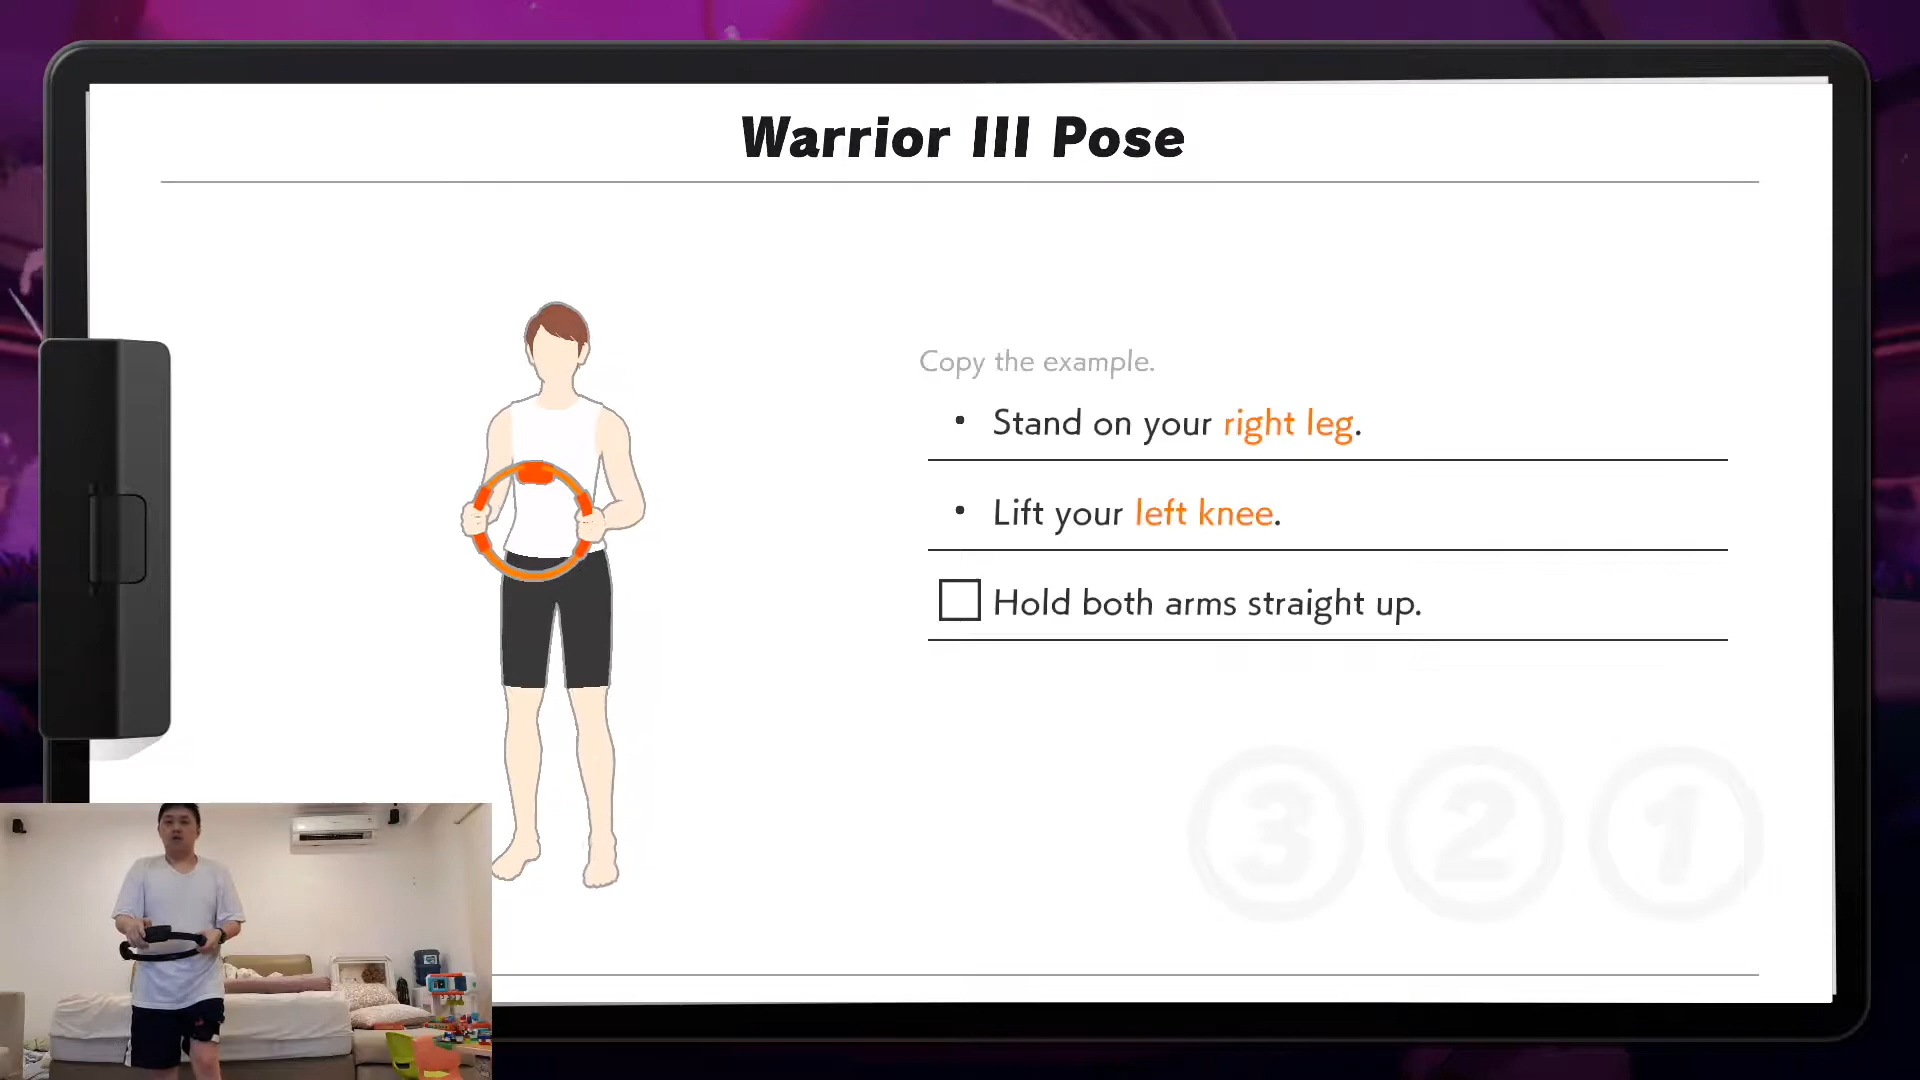 Warrior III Pose
Copy the example.
• Stand on your right leg.
• Lift your left knee.
Hold both arms straight up.
3 2 1